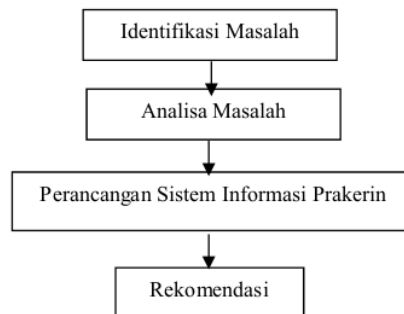 Identifikasi Masalah
Analisa Masalah
Perancangan Sistem Informasi Prakerin
Rekomendasi